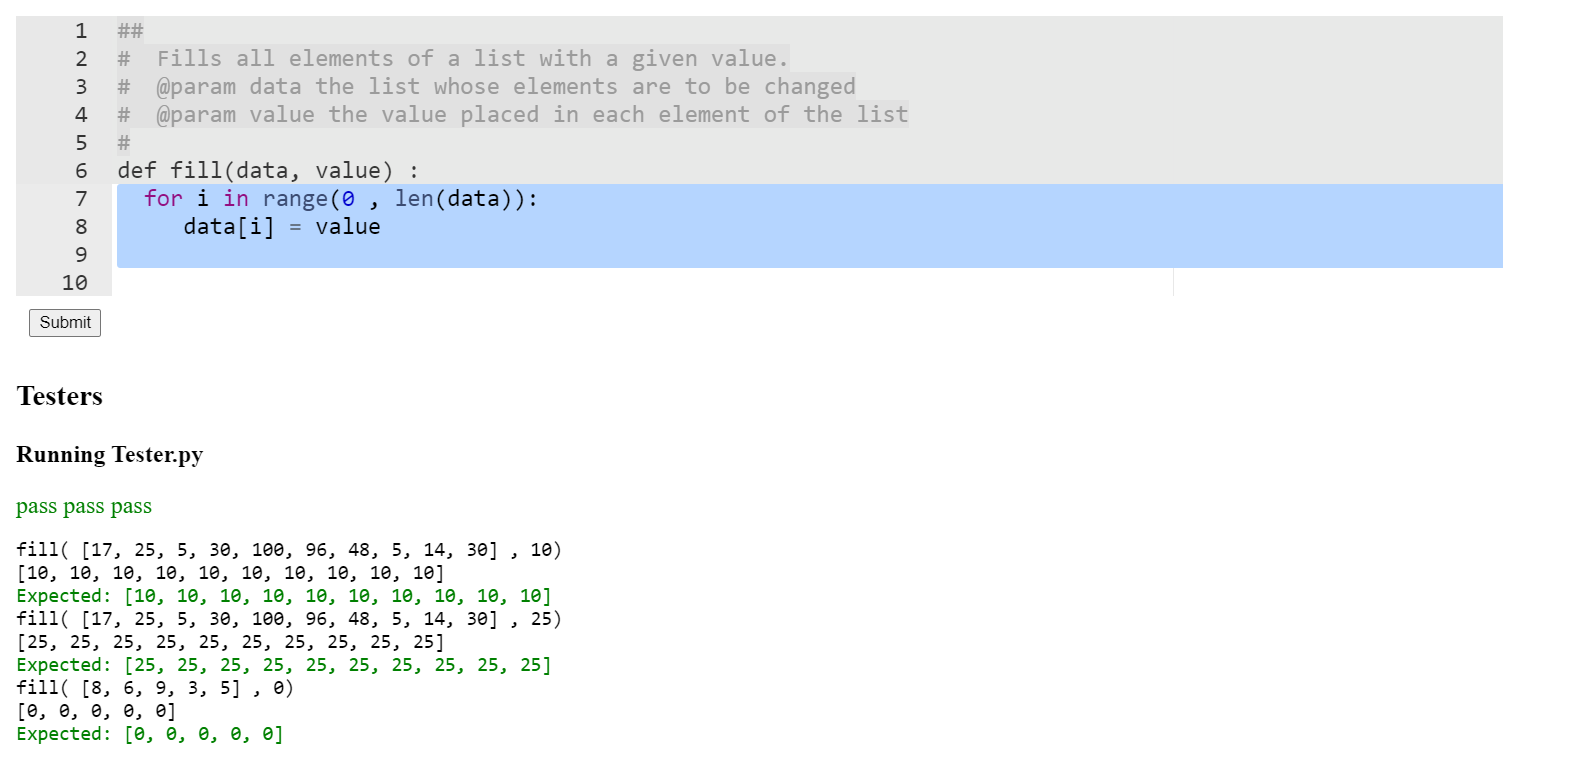 1 ##
2 #  Fills all elements of a list with a given value.
3 #  @param data the list whose elements are to be changed
4 #  @param value the value placed in each element of the list
5 #
6 def fill(data, value) :
7   for i in range(0 , len(data)):
8      data[i] = value
9
10
Submit
Testers
Running Tester.py
pass pass pass
fill( [17, 25, 5, 30, 100, 96, 48, 5, 14, 30] , 10)
[10, 10, 10, 10, 10, 10, 10, 10, 10, 10]
Expected: [10, 10, 10, 10, 10, 10, 10, 10, 10, 10]
fill( [17, 25, 5, 30, 100, 96, 48, 5, 14, 30] , 25)
[25, 25, 25, 25, 25, 25, 25, 25, 25, 25]
Expected: [25, 25, 25, 25, 25, 25, 25, 25, 25, 25]
fill( [8, 6, 9, 3, 5] , 0)
[0, 0, 0, 0, 0]
Expected: [0, 0, 0, 0, 0]